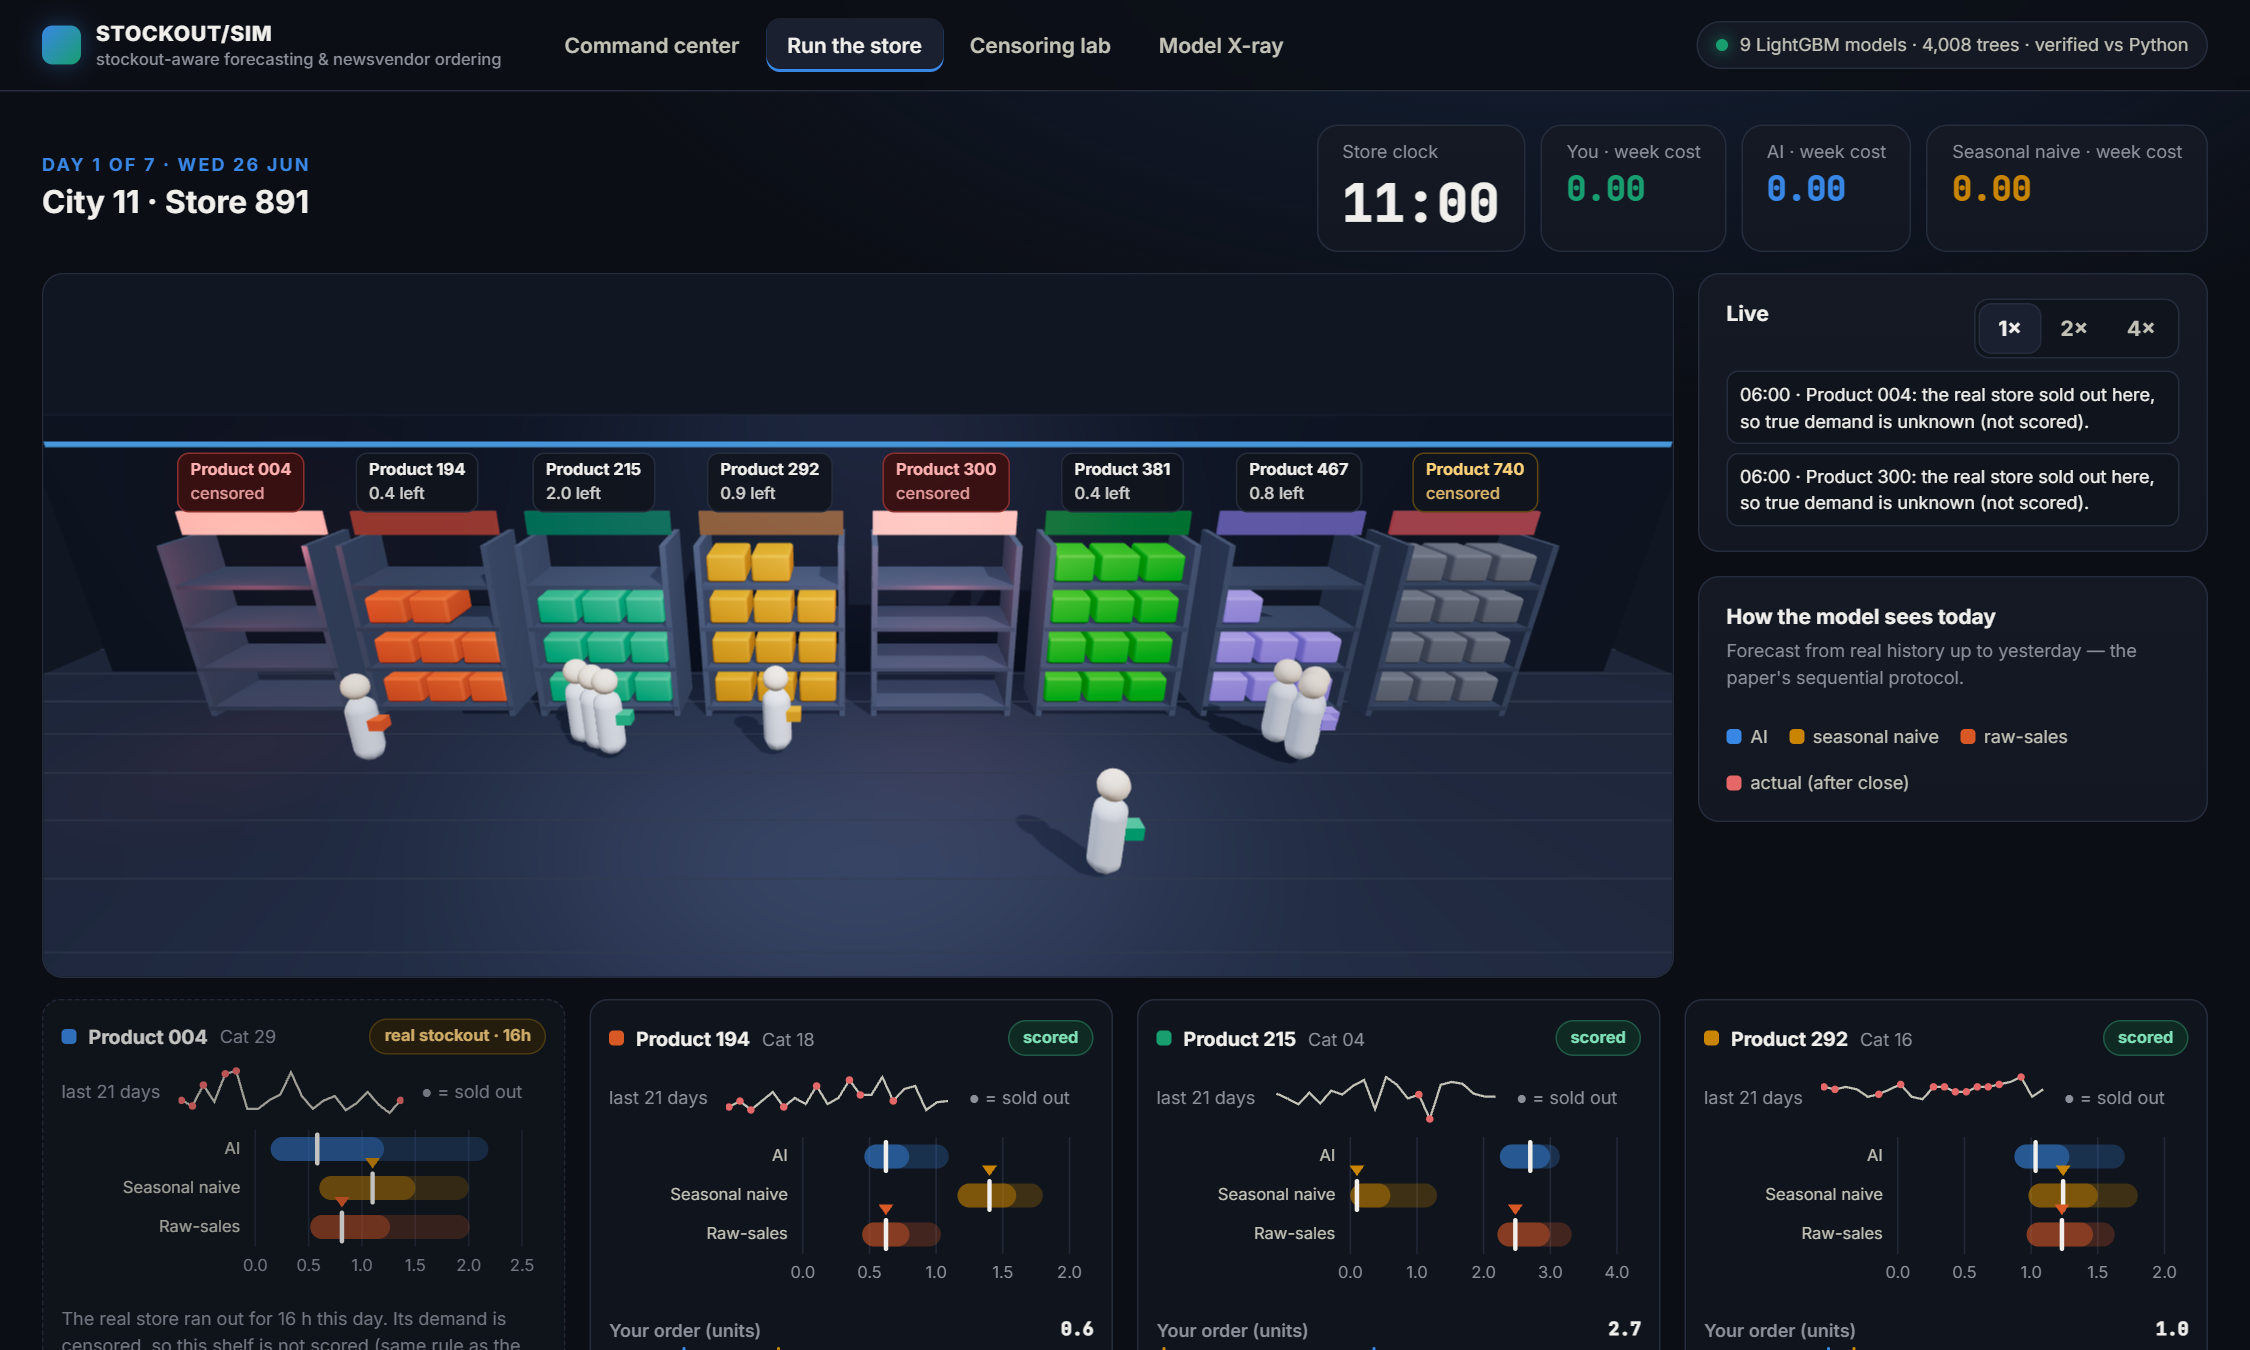 STOCKOUT/SIM
stockout-aware forecasting & newsvendor ordering
Command center
Run the store
Censoring lab
Model X-ray
9 LightGBM models · 4,008 trees · verified vs Python
DAY 1 OF 7 · WED 26 JUN
City 11 · Store 891
Store clock
11:00
You · week cost
0.00
AI · week cost
0.00
Seasonal naive · week cost
0.00
Product 004
censored
Product 194
0.4 left
Product 215
2.0 left
Product 292
0.9 left
Product 300
censored
Product 381
0.4 left
Product 467
0.8 left
Product 740
censored
Live
1×
2×
4×
06:00 · Product 004: the real store sold out here,
so true demand is unknown (not scored).
06:00 · Product 300: the real store sold out here,
so true demand is unknown (not scored).
How the model sees today
Forecast from real history up to yesterday — the
paper's sequential protocol.
AI
seasonal naive
raw-sales
actual (after close)
Product 004 Cat 29
real stockout · 16h
last 21 days
● = sold out
AI
Seasonal naive
Raw-sales
0.0 0.5 1.0 1.5 2.0 2.5
The real store ran out for 16 h this day. Its demand is
censored, so this shelf is not scored (same rule as the
Product 194 Cat 18
scored
last 21 days
● = sold out
AI
Seasonal naive
Raw-sales
0.0 0.5 1.0 1.5 2.0
Your order (units)
0.6
Product 215 Cat 04
scored
last 21 days
● = sold out
AI
Seasonal naive
Raw-sales
0.0 1.0 2.0 3.0 4.0
Your order (units)
2.7
Product 292 Cat 16
scored
last 21 days
● = sold out
AI
Seasonal naive
Raw-sales
0.0 0.5 1.0 1.5 2.0
Your order (units)
1.0